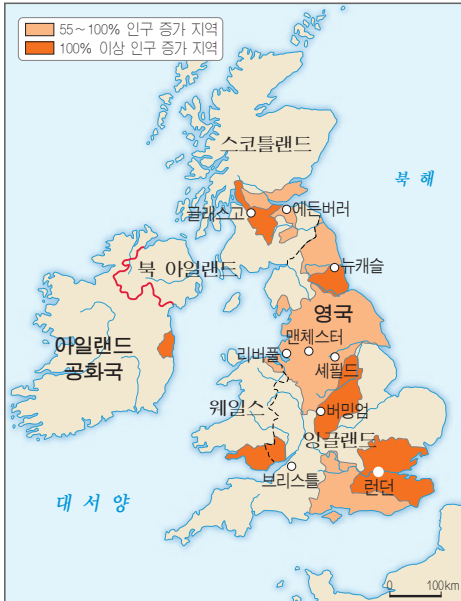 55~100% 인구 증가 지역
100% 이상 인구 증가 지역
스코틀랜드
북해
글래스고
에든버러
북 아일랜드
뉴캐슬
영국
맨체스터
아일랜드
공화국
리버풀
셰필드
웨일스
버밍엄
잉글랜드
브리스틀
런던
대서양
0 100km